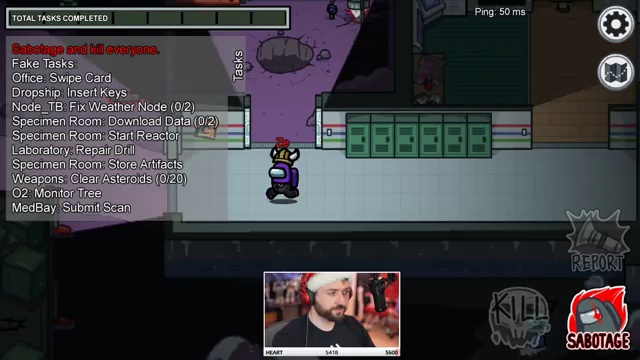 TOTAL TASKS COMPLETED
Ping: 50 ms
Sabotage and kill everyone.
Fake Tasks:
Office: Swipe Card
Dropship: Insert Keys
Node_TB: Fix Weather Node (0/2)
Specimen Room: Download Data (0/2)
Specimen Room: Start Reactor
Laboratory: Repair Drill
Specimen Room: Store Artifacts
Weapons: Clear Asteroids (0/20)
O2: Monitor Tree
MedBay: Submit Scan
Tasks
Ze
REPORT
KILL
SABOTAGE
HEART 5418 5600